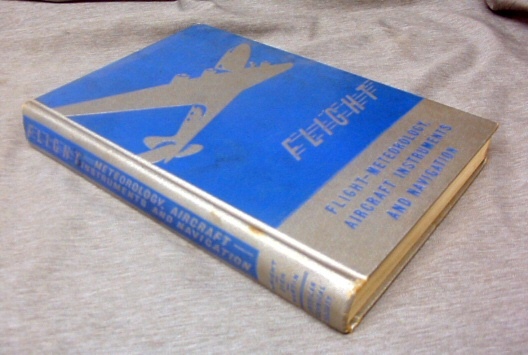 FLIGHT
FLIGHT-METEOROLOGY,
AIRCRAFT INSTRUMENTS
AND NAVIGATION
FLIGHT—METEOROLOGY, AIRCRAFT—
INSTRUMENTS AND NAVIGATION